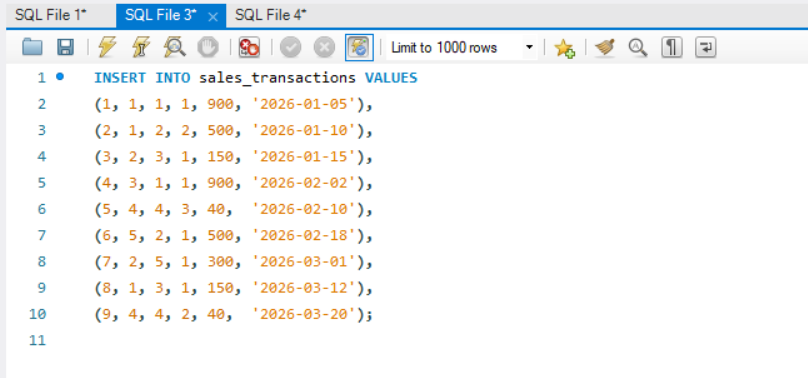 SQL File 1* SQL File 3* SQL File 4*
Limit to 1000 rows
1 INSERT INTO sales_transactions VALUES
2 (1, 1, 1, 1, 900, '2026-01-05'),
3 (2, 1, 2, 2, 500, '2026-01-10'),
4 (3, 2, 3, 1, 150, '2026-01-15'),
5 (4, 3, 1, 1, 900, '2026-02-02'),
6 (5, 4, 4, 3, 40,  '2026-02-10'),
7 (6, 5, 2, 1, 500, '2026-02-18'),
8 (7, 2, 5, 1, 300, '2026-03-01'),
9 (8, 1, 3, 1, 150, '2026-03-12'),
10 (9, 4, 4, 2, 40,  '2026-03-20');
11